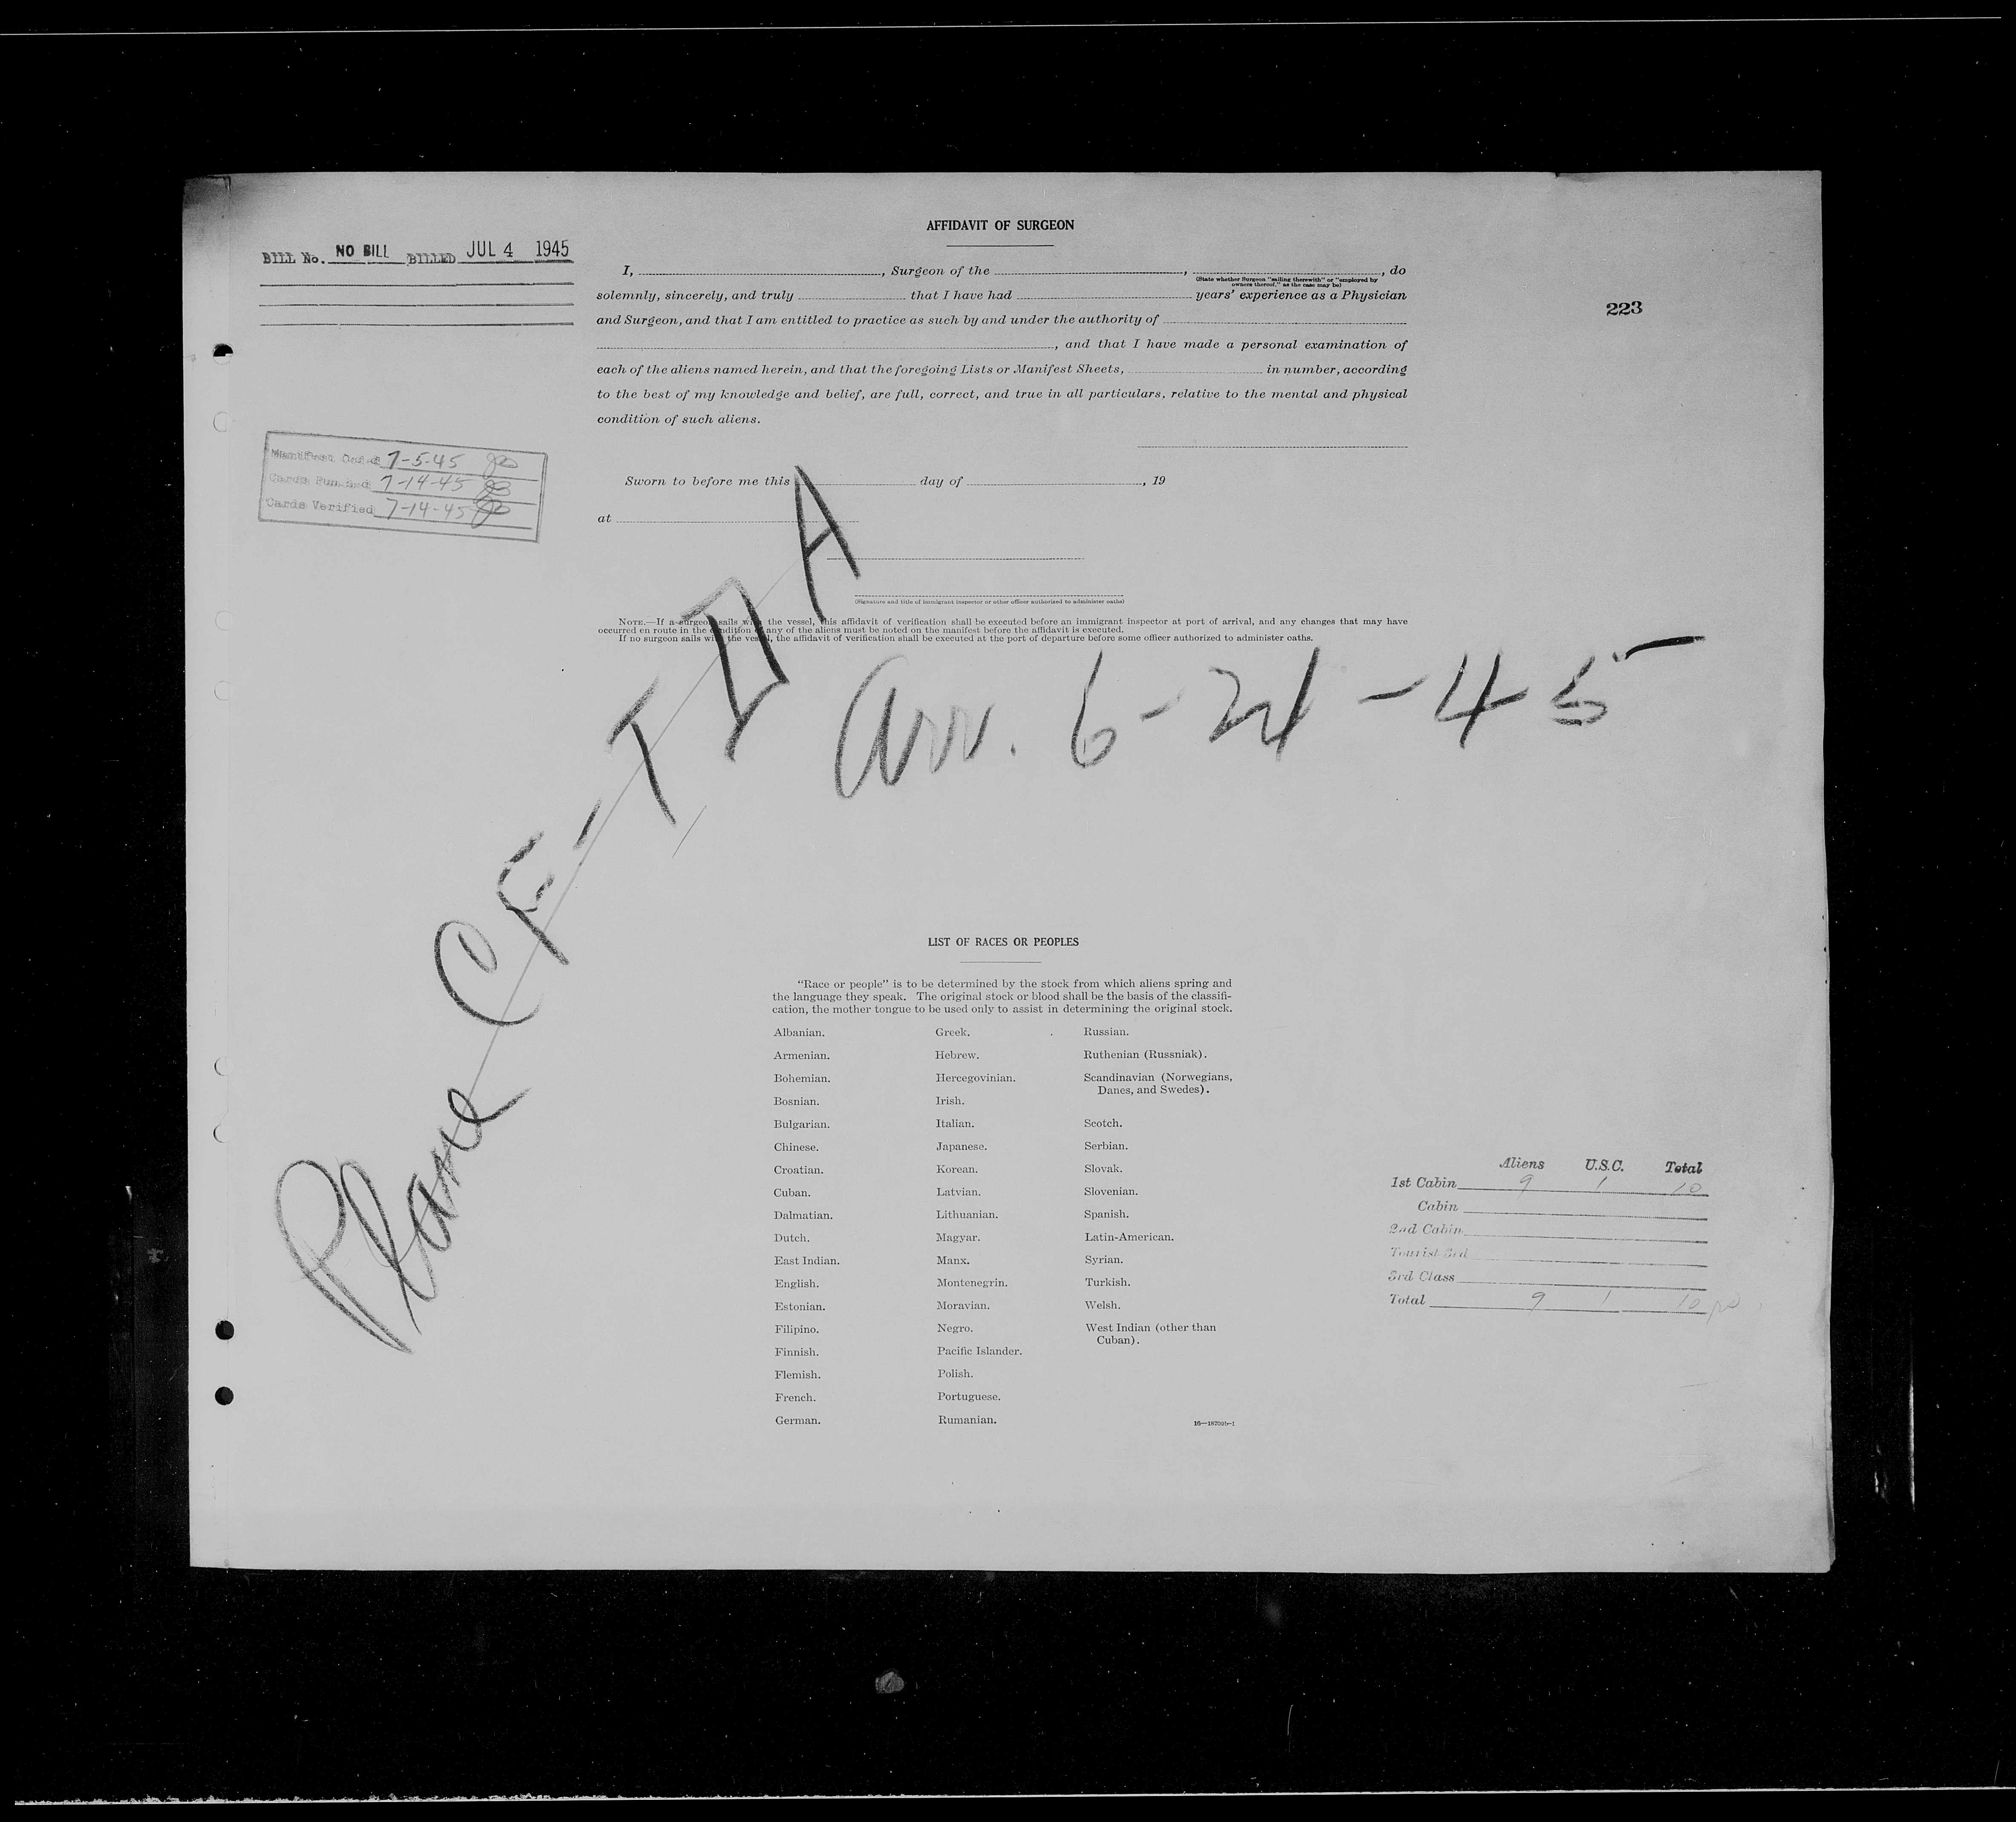 AFFIDAVIT OF SURGEON
BILL No. NO BILL BILLED JUL 4 1945
I, , Surgeon of the , , do
(State whether Surgeon "sailing therewith" or "employed by
owners thereof," as the case may be)
solemnly, sincerely, and truly that I have had years' experience as a Physician
and Surgeon, and that I am entitled to practice as such by and under the authority of
223
, and that I have made a personal examination of
each of the aliens named herein, and that the foregoing Lists or Manifest Sheets, in number, according
to the best of my knowledge and belief, are full, correct, and true in all particulars, relative to the mental and physical
condition of such aliens.
Manifest 7-5-45
Cards Punched 7-14-45
Cards Verified 7-14-45
Sworn to before me this day of , 19
at
(Signature and title of immigrant inspector or other officer authorized to administer oaths)
NOTE.—If a surgeon sails with the vessel, this affidavit of verification shall be executed before an immigrant inspector at port of arrival, and any changes that may have
occurred en route in the condition of any of the aliens must be noted on the manifest before the affidavit is executed.
If no surgeon sails with the vessel, the affidavit of verification shall be executed at the port of departure before some officer authorized to administer oaths.
Plane CF-TDA
Arr. 6-24-45
LIST OF RACES OR PEOPLES
"Race or people" is to be determined by the stock from which aliens spring and
the language they speak. The original stock or blood shall be the basis of the classifi-
cation, the mother tongue to be used only to assist in determining the original stock.
Albanian.
Armenian.
Bohemian.
Bosnian.
Bulgarian.
Chinese.
Croatian.
Cuban.
Dalmatian.
Dutch.
East Indian.
English.
Estonian.
Filipino.
Finnish.
Flemish.
French.
German.
Greek.
Hebrew.
Hercegovinian.
Irish.
Italian.
Japanese.
Korean.
Latvian.
Lithuanian.
Magyar.
Manx.
Montenegrin.
Moravian.
Negro.
Pacific Islander.
Polish.
Portuguese.
Rumanian.
Russian.
Ruthenian (Russniak).
Scandinavian (Norwegians,
Danes, and Swedes).
Scotch.
Serbian.
Slovak.
Slovenian.
Spanish.
Latin-American.
Syrian.
Turkish.
Welsh.
West Indian (other than
Cuban).
Aliens U.S.C. Total
1st Cabin 9 1 10
Cabin
2nd Cabin
Tourist 3rd
3rd Class
Total 9 1 10